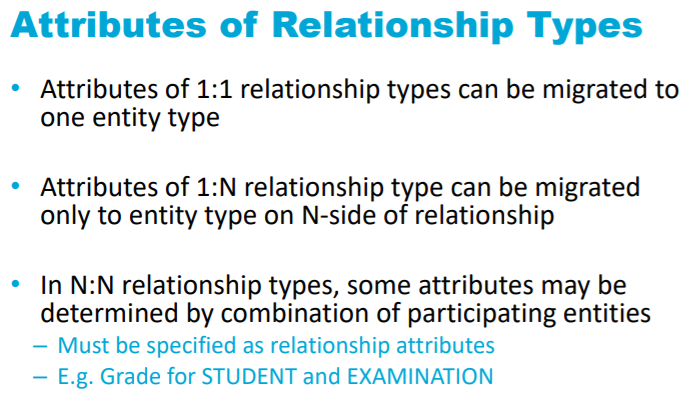 Attributes of Relationship Types
• Attributes of 1:1 relationship types can be migrated to
one entity type
• Attributes of 1:N relationship type can be migrated
only to entity type on N-side of relationship
• In N:N relationship types, some attributes may be
determined by combination of participating entities
– Must be specified as relationship attributes
– E.g. Grade for STUDENT and EXAMINATION